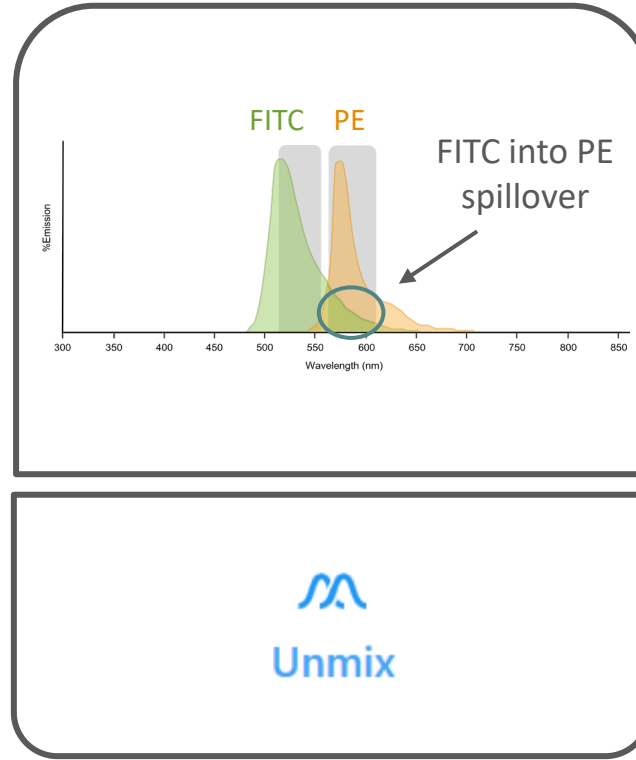 FITC PE
FITC into PE
spillover
%Emission
300 350 400 450 500 550 600 650 700 750 800 850
Wavelength (nm)
Unmix